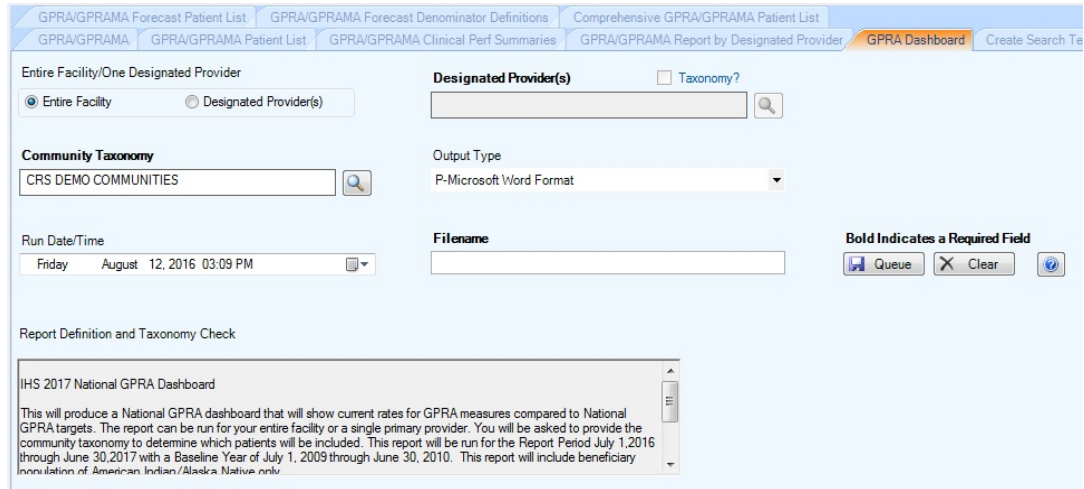 GPRA/GPRAMA Forecast Patient List GPRA/GPRAMA Forecast Denominator Definitions Comprehensive GPRA/GPRAMA Patient List
GPRA/GPRAMA GPRA/GPRAMA Patient List GPRA/GPRAMA Clinical Perf Summaries GPRA/GPRAMA Report by Designated Provider GPRA Dashboard Create Search Te
Entire Facility/One Designated Provider
Designated Provider(s) Taxonomy?
Entire Facility Designated Provider(s)
Community Taxonomy Output Type
CRS DEMO COMMUNITIES P-Microsoft Word Format
Run Date/Time Filename Bold Indicates a Required Field
Friday August 12, 2016 03:09 PM Queue Clear
Report Definition and Taxonomy Check
IHS 2017 National GPRA Dashboard
This will produce a National GPRA dashboard that will show current rates for GPRA measures compared to National
GPRA targets. The report can be run for your entire facility or a single primary provider. You will be asked to provide the
community taxonomy to determine which patients will be included. This report will be run for the Report Period July 1,2016
through June 30,2017 with a Baseline Year of July 1, 2009 through June 30, 2010. This report will include beneficiary
population of American Indian/Alaska Native only